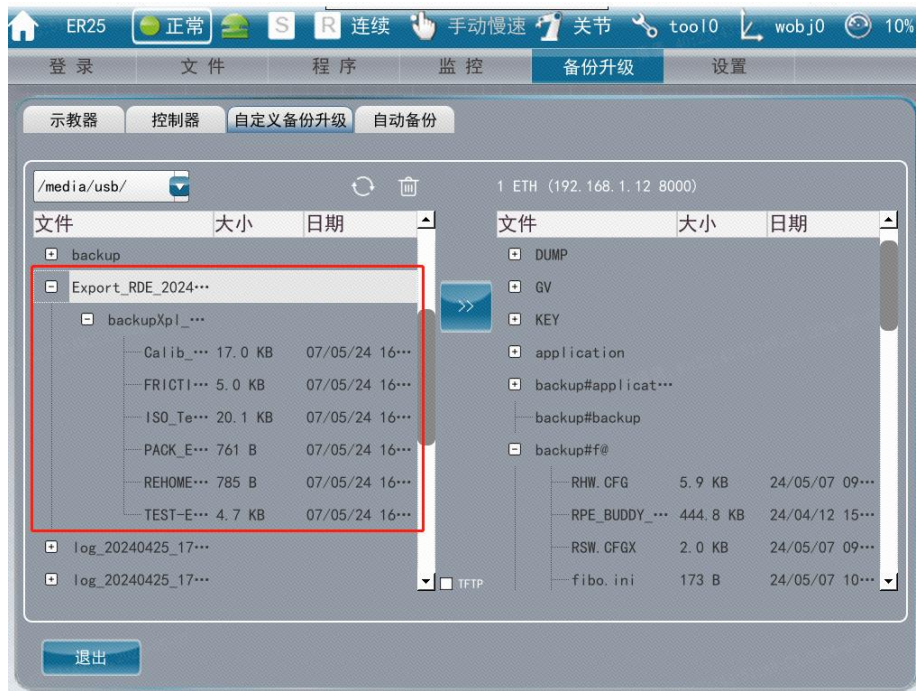 ER25 正常 S R 连续 手动慢速 关节 tool0 wobj0 10%
登录 文件 程序 监控 备份升级 设置
示教器 控制器 自定义备份升级 自动备份
/media/usb/ 1 ETH (192.168.1.12 8000)
文件 大小 日期 文件 大小 日期
backup DUMP
Export_RDE_2024… GV
backupXpl_… >> KEY
Calib_… 17.0 KB 07/05/24 16… application
FRICTI… 5.0 KB 07/05/24 16… backup#applicat…
ISO_Te… 20.1 KB 07/05/24 16… backup#backup
PACK_E… 761 B 07/05/24 16… backup#f@
REHOME… 785 B 07/05/24 16… RHW.CFG 5.9 KB 24/05/07 09…
TEST-E… 4.7 KB 07/05/24 16… RPE_BUDDY_… 444.8 KB 24/04/12 15…
log_20240425_17… RSW.CFGX 2.0 KB 24/05/07 09…
log_20240425_17… TFTP fibo.ini 173 B 24/05/07 10…
退出